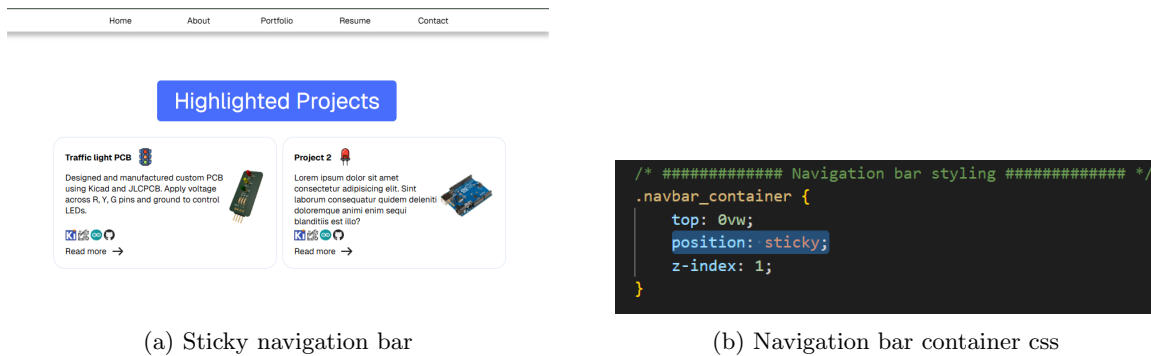 Home About Portfolio Resume Contact
Highlighted Projects
Traffic light PCB
Designed and manufactured custom PCB
using Kicad and JLCPCB. Apply voltage
across R, Y, G pins and ground to control
LEDs.
Ki
Read more →
Project 2
Lorem ipsum dolor sit amet
consectetur adipisicing elit. Sint
laborum consequatur quidem deleniti
doloremque animi enim sequi
blanditiis est illo?
Ki
Read more →
(a) Sticky navigation bar
/* ############# Navigation bar styling ############# */
.navbar_container {
top: 0vw;
position: sticky;
z-index: 1;
}
(b) Navigation bar container css